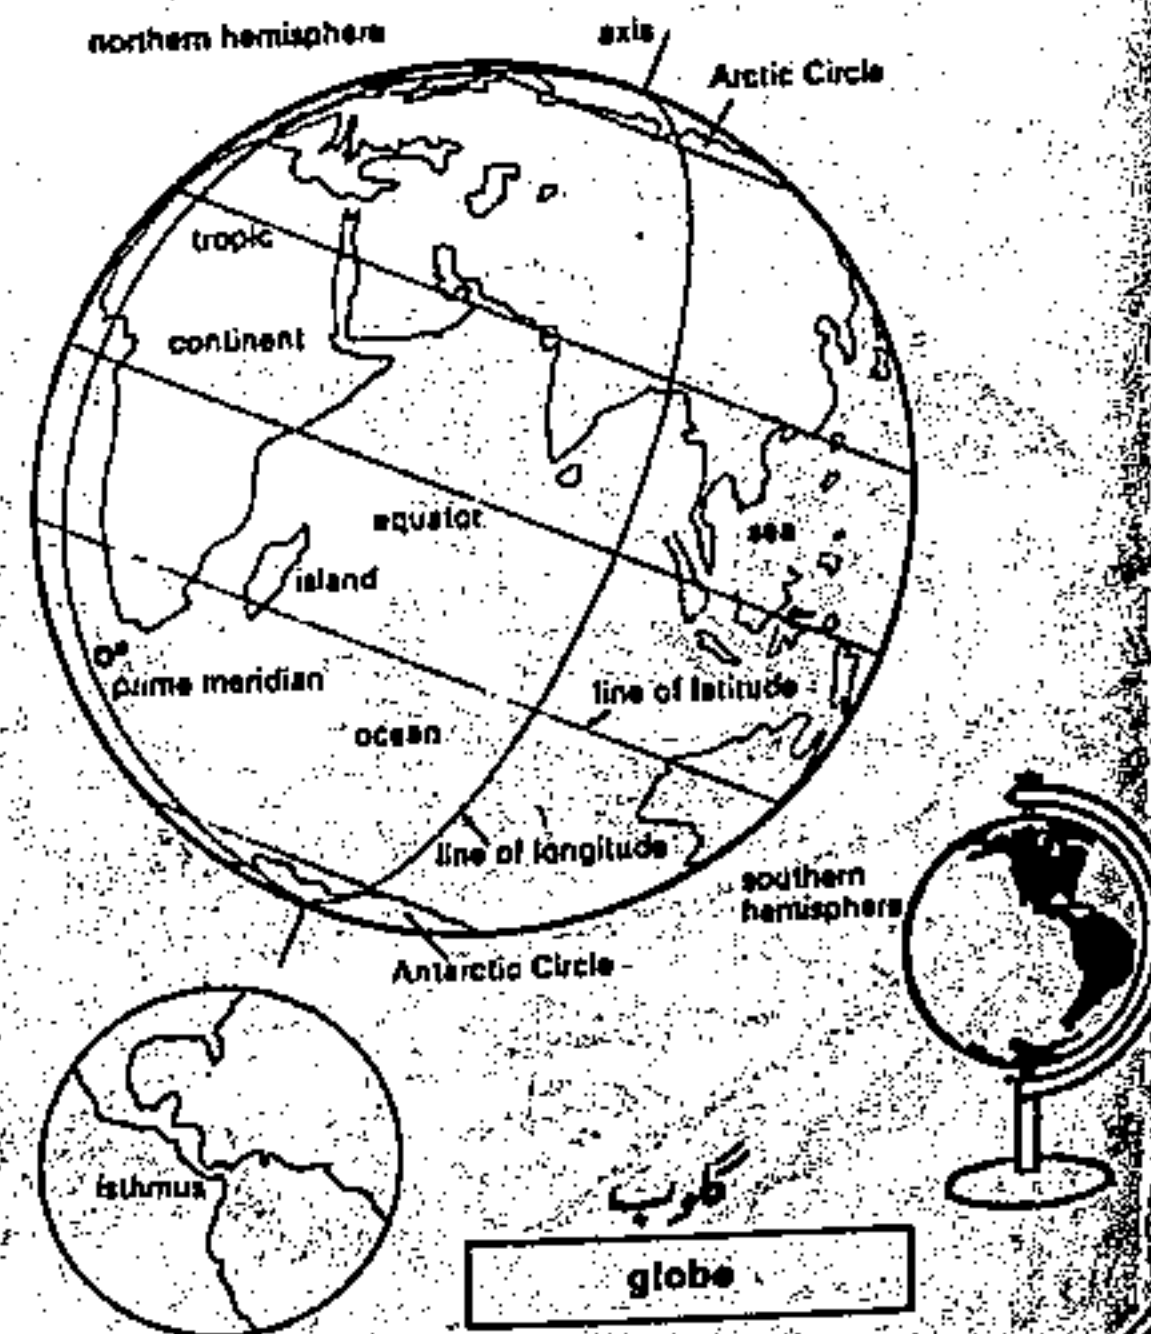 northern hemisphere
axis
Arctic Circle
tropic
continent
equator
sea
island
0°
prime meridian
line of latitude
ocean
line of longitude
southern
hemisphere
Antarctic Circle
isthmus
گلوب
globe